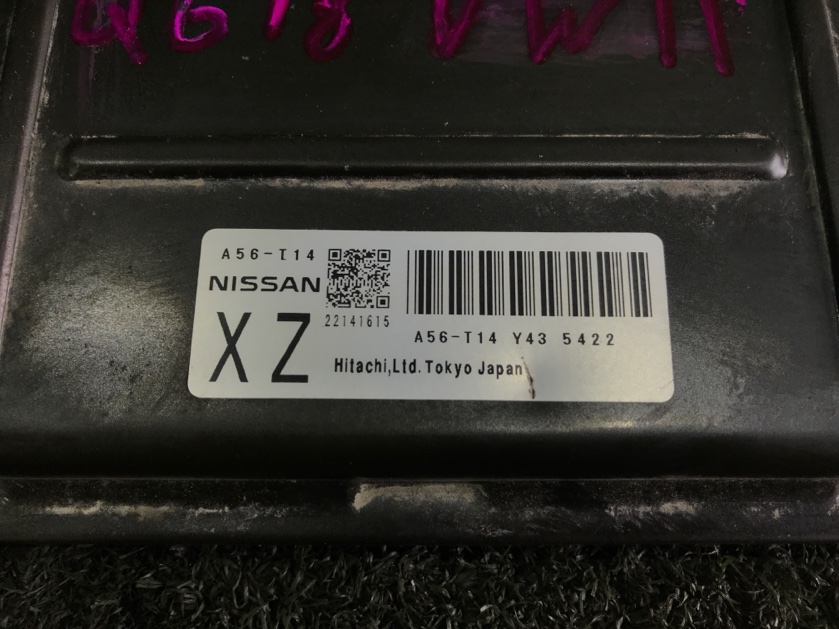 A56-T14
NISSAN
22141615
XZ
A56-T14 Y43 5422
Hitachi,Ltd. Tokyo Japan